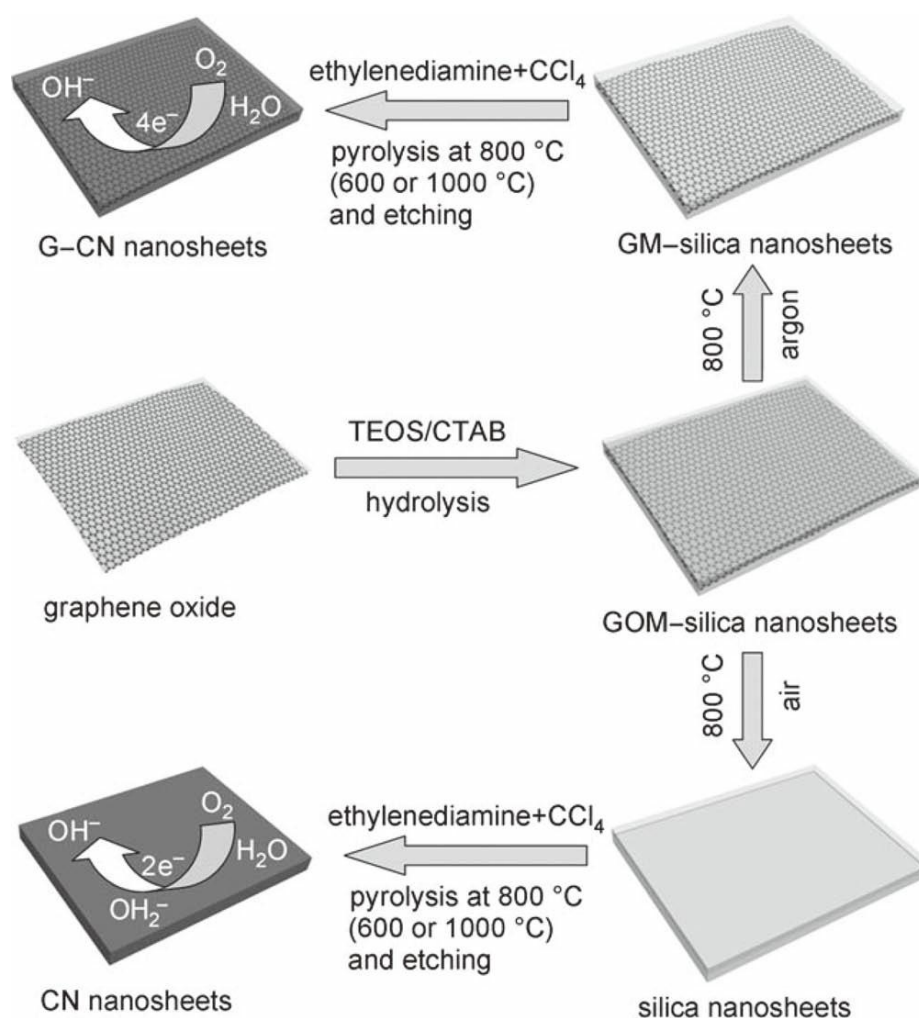 O₂
OH⁻
H₂O
4e⁻
G–CN nanosheets
ethylenediamine+CCl₄
pyrolysis at 800 °C
(600 or 1000 °C)
and etching
GM–silica nanosheets
800 °C
argon
graphene oxide
TEOS/CTAB
hydrolysis
GOM–silica nanosheets
800 °C
air
O₂
OH⁻
H₂O
2e⁻
OH₂⁻
CN nanosheets
ethylenediamine+CCl₄
pyrolysis at 800 °C
(600 or 1000 °C)
and etching
silica nanosheets